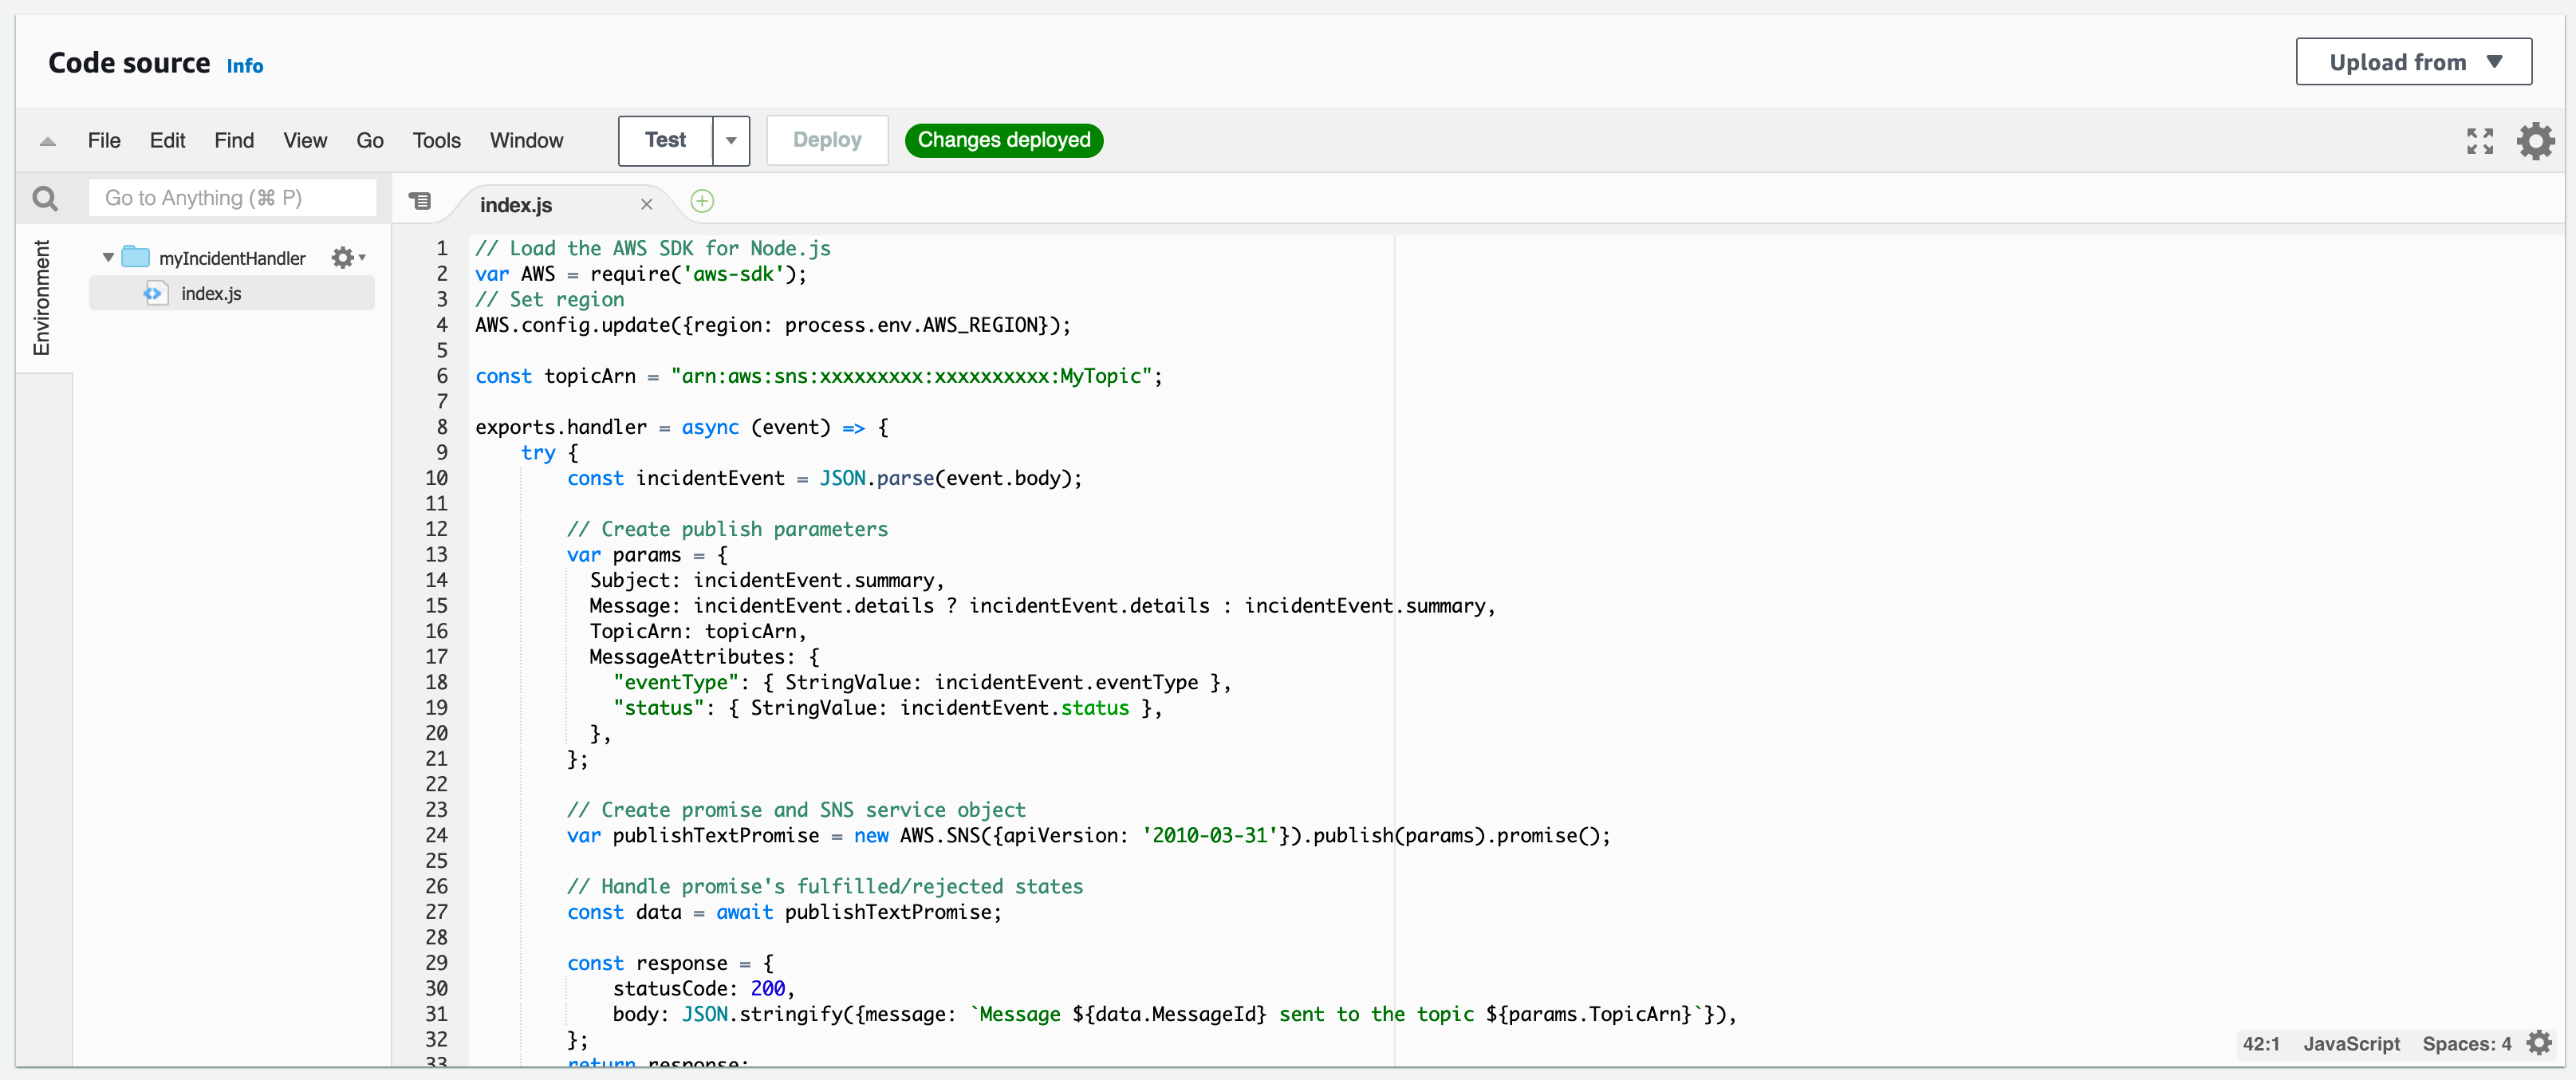 Code source Info
Upload from
File Edit Find View Go Tools Window Test Deploy Changes deployed
Go to Anything (⌘ P)
index.js
Environment
myIncidentHandler
index.js
1 // Load the AWS SDK for Node.js
2 var AWS = require('aws-sdk');
3 // Set region
4 AWS.config.update({region: process.env.AWS_REGION});
5
6 const topicArn = "arn:aws:sns:xxxxxxxxx:xxxxxxxxxx:MyTopic";
7
8 exports.handler = async (event) => {
9     try {
10         const incidentEvent = JSON.parse(event.body);
11
12         // Create publish parameters
13         var params = {
14           Subject: incidentEvent.summary,
15           Message: incidentEvent.details ? incidentEvent.details : incidentEvent.summary,
16           TopicArn: topicArn,
17           MessageAttributes: {
18             "eventType": { StringValue: incidentEvent.eventType },
19             "status": { StringValue: incidentEvent.status },
20           },
21         };
22
23         // Create promise and SNS service object
24         var publishTextPromise = new AWS.SNS({apiVersion: '2010-03-31'}).publish(params).promise();
25
26         // Handle promise's fulfilled/rejected states
27         const data = await publishTextPromise;
28
29         const response = {
30             statusCode: 200,
31             body: JSON.stringify({message: `Message ${data.MessageId} sent to the topic ${params.TopicArn}`}),
32         };
33         return response;
42:1 JavaScript Spaces: 4